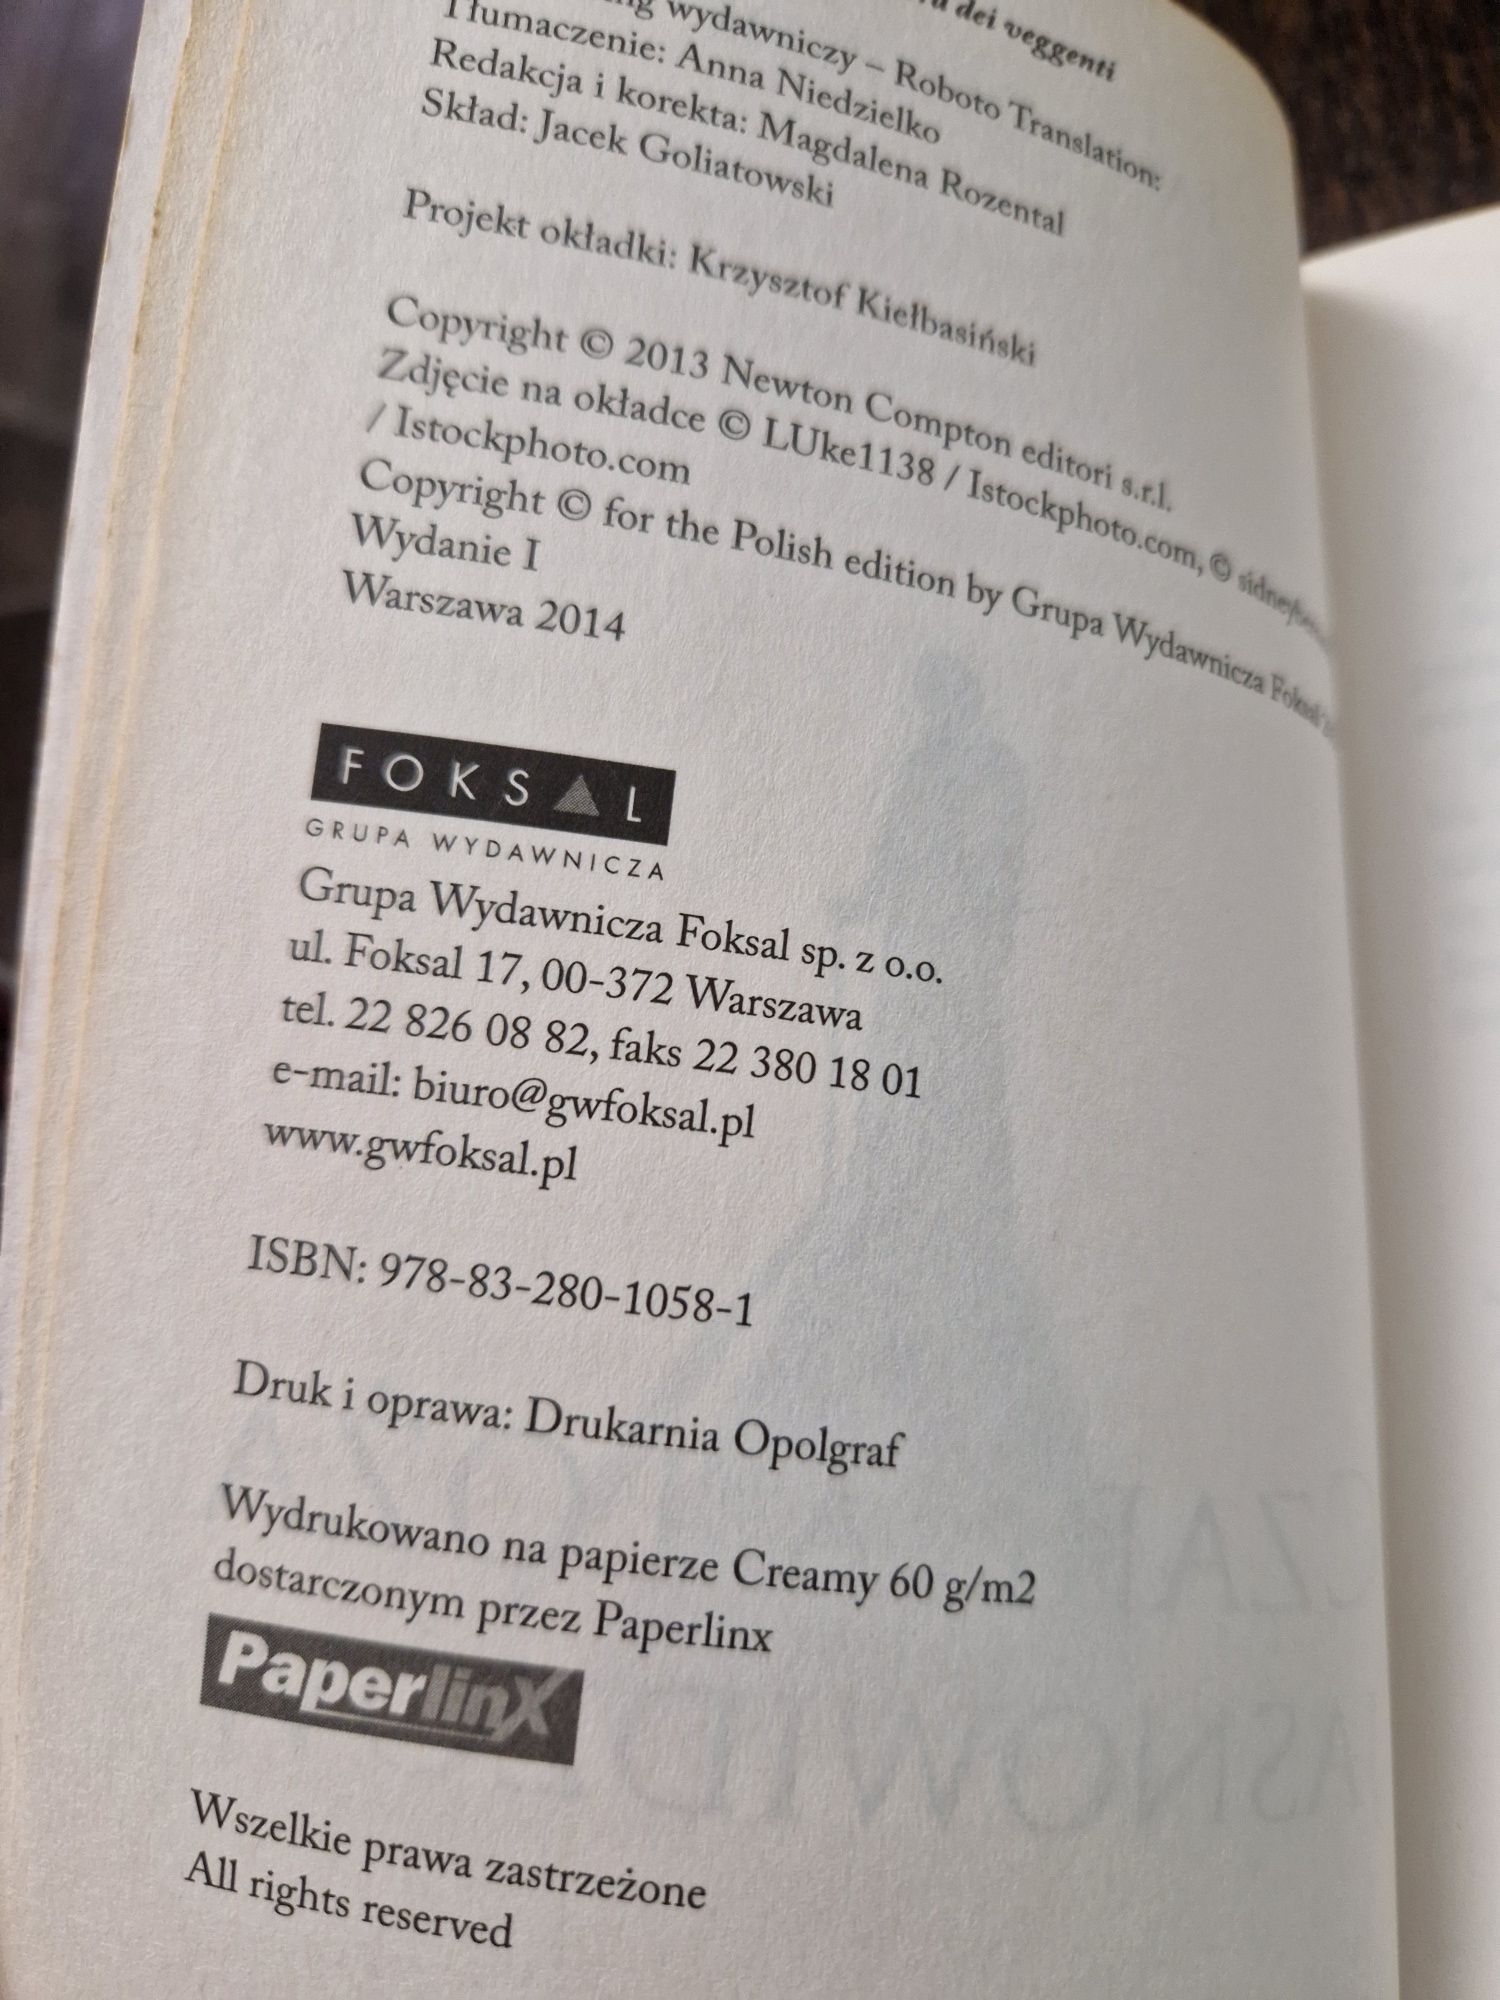 dei veggenti
wydawniczy – Roboto Translation:
Tłumaczenie: Anna Niedzielko
Redakcja i korekta: Magdalena Rozental
Skład: Jacek Goliatowski
Projekt okładki: Krzysztof Kiełbasiński
Copyright © 2013 Newton Compton editori s.r.l.
Zdjęcie na okładce © LUke1138 / Istockphoto.com, ©
/ Istockphoto.com
Copyright © for the Polish edition by Grupa Wydawnicza Foksal
Wydanie I
Warszawa 2014
FOKSAL
GRUPA WYDAWNICZA
Grupa Wydawnicza Foksal sp. z o.o.
ul. Foksal 17, 00-372 Warszawa
tel. 22 826 08 82, faks 22 380 18 01
e-mail: biuro@gwfoksal.pl
www.gwfoksal.pl
ISBN: 978-83-280-1058-1
Druk i oprawa: Drukarnia Opolgraf
Wydrukowano na papierze Creamy 60 g/m2
dostarczonym przez Paperlinx
PaperlinX
Wszelkie prawa zastrzeżone
All rights reserved